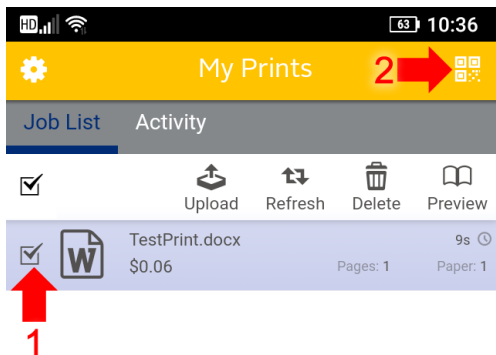 HD 63 10:36
My Prints 2
Job List Activity
Upload Refresh Delete Preview
TestPrint.docx 9s
W
$0.06 Pages: 1 Paper: 1
1